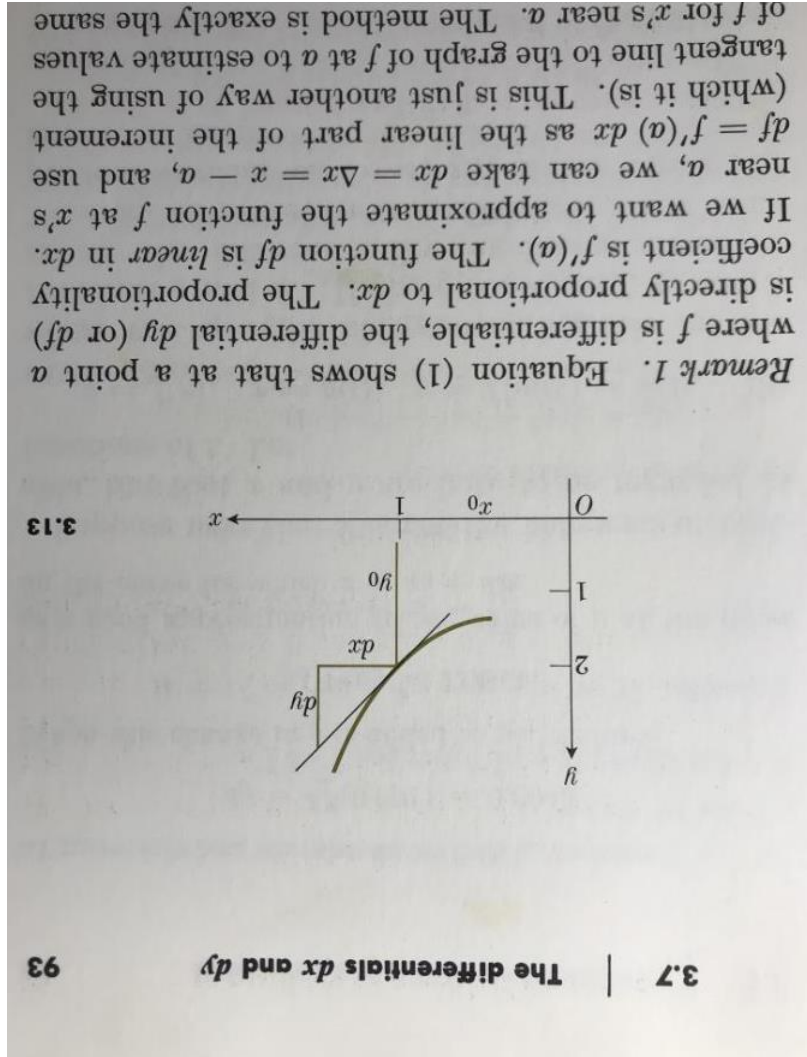 3.7 | The differentials dx and dy 93
y
2
1
O
dy
dx
y₀
x₀
1
x
3.13
Remark 1. Equation (1) shows that at a point a
where f is differentiable, the differential dy (or df)
is directly proportional to dx. The proportionality
coefficient is f′(a). The function df is linear in dx.
If we want to approximate the function f at x's
near a, we can take dx = Δx = x − a, and use
df = f′(a) dx as the linear part of the increment
(which it is). This is just another way of using the
tangent line to the graph of f at a to estimate values
of f for x's near a. The method is exactly the same